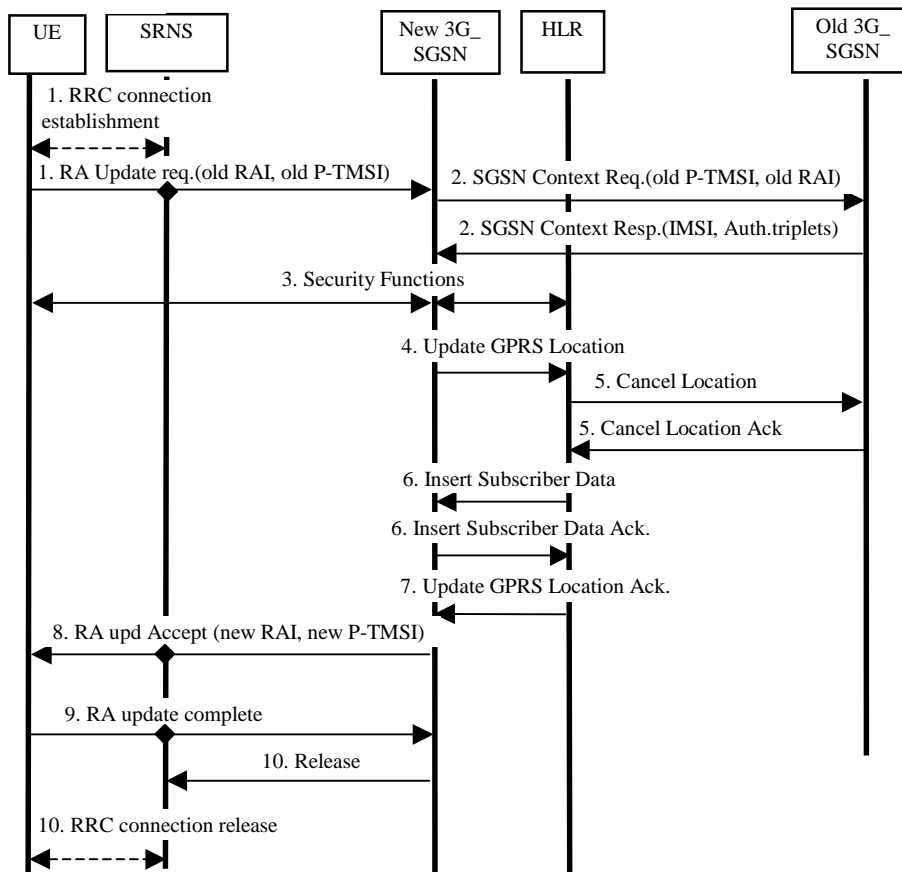 UE
SRNS
New 3G_
SGSN
HLR
Old 3G_
SGSN
1. RRC connection
establishment
1. RA Update req.(old RAI, old P-TMSI)
2. SGSN Context Req.(old P-TMSI, old RAI)
2. SGSN Context Resp.(IMSI, Auth.triplets)
3. Security Functions
4. Update GPRS Location
5. Cancel Location
5. Cancel Location Ack
6. Insert Subscriber Data
6. Insert Subscriber Data Ack.
7. Update GPRS Location Ack.
8. RA upd Accept (new RAI, new P-TMSI)
9. RA update complete
10. Release
10. RRC connection release